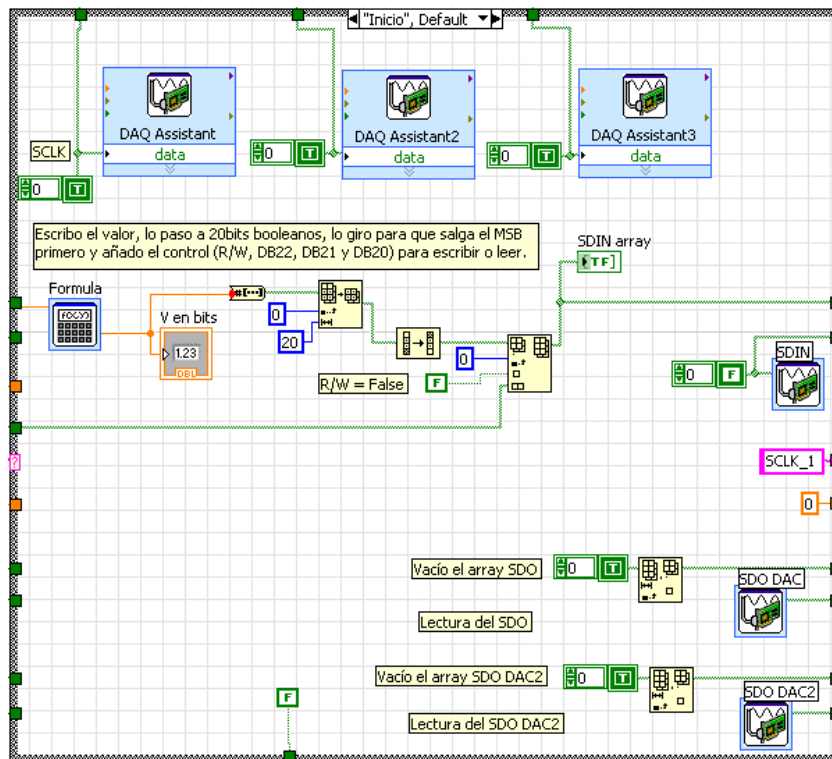 "Inicio", Default
DAQ Assistant
data
DAQ Assistant2
data
DAQ Assistant3
data
SCLK
0
T
0
T
0
T
Escribo el valor, lo paso a 20bits booleanos, lo giro para que salga el MSB
primero y añado el control (R/W, DB22, DB21 y DB20) para escribir o leer.
SDIN array
TF
Formula
V en bits
1.23
DBL
#[···]
0
20
0
R/W = False
F
0
F
SDIN
?
SCLK_1
0
Vacío el array SDO
0
T
SDO DAC
Lectura del SDO
Vacío el array SDO DAC2
0
T
SDO DAC2
F
Lectura del SDO DAC2